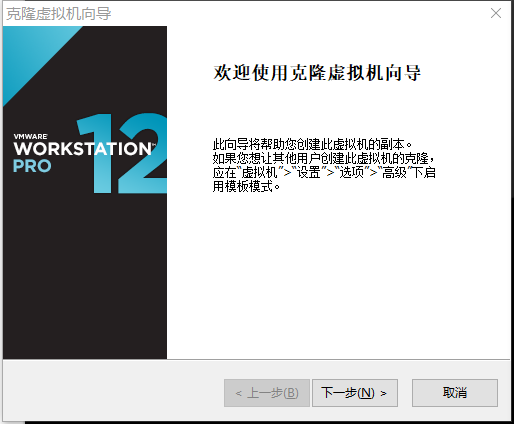 克隆虚拟机向导
欢迎使用克隆虚拟机向导
VMWARE
WORKSTATION™
PRO
12
此向导将帮助您创建此虚拟机的副本。
如果您想让其他用户创建此虚拟机的克隆，
应在"虚拟机">"设置">"选项">"高级"下启
用模板模式。
< 上一步(B)
下一步(N) >
取消